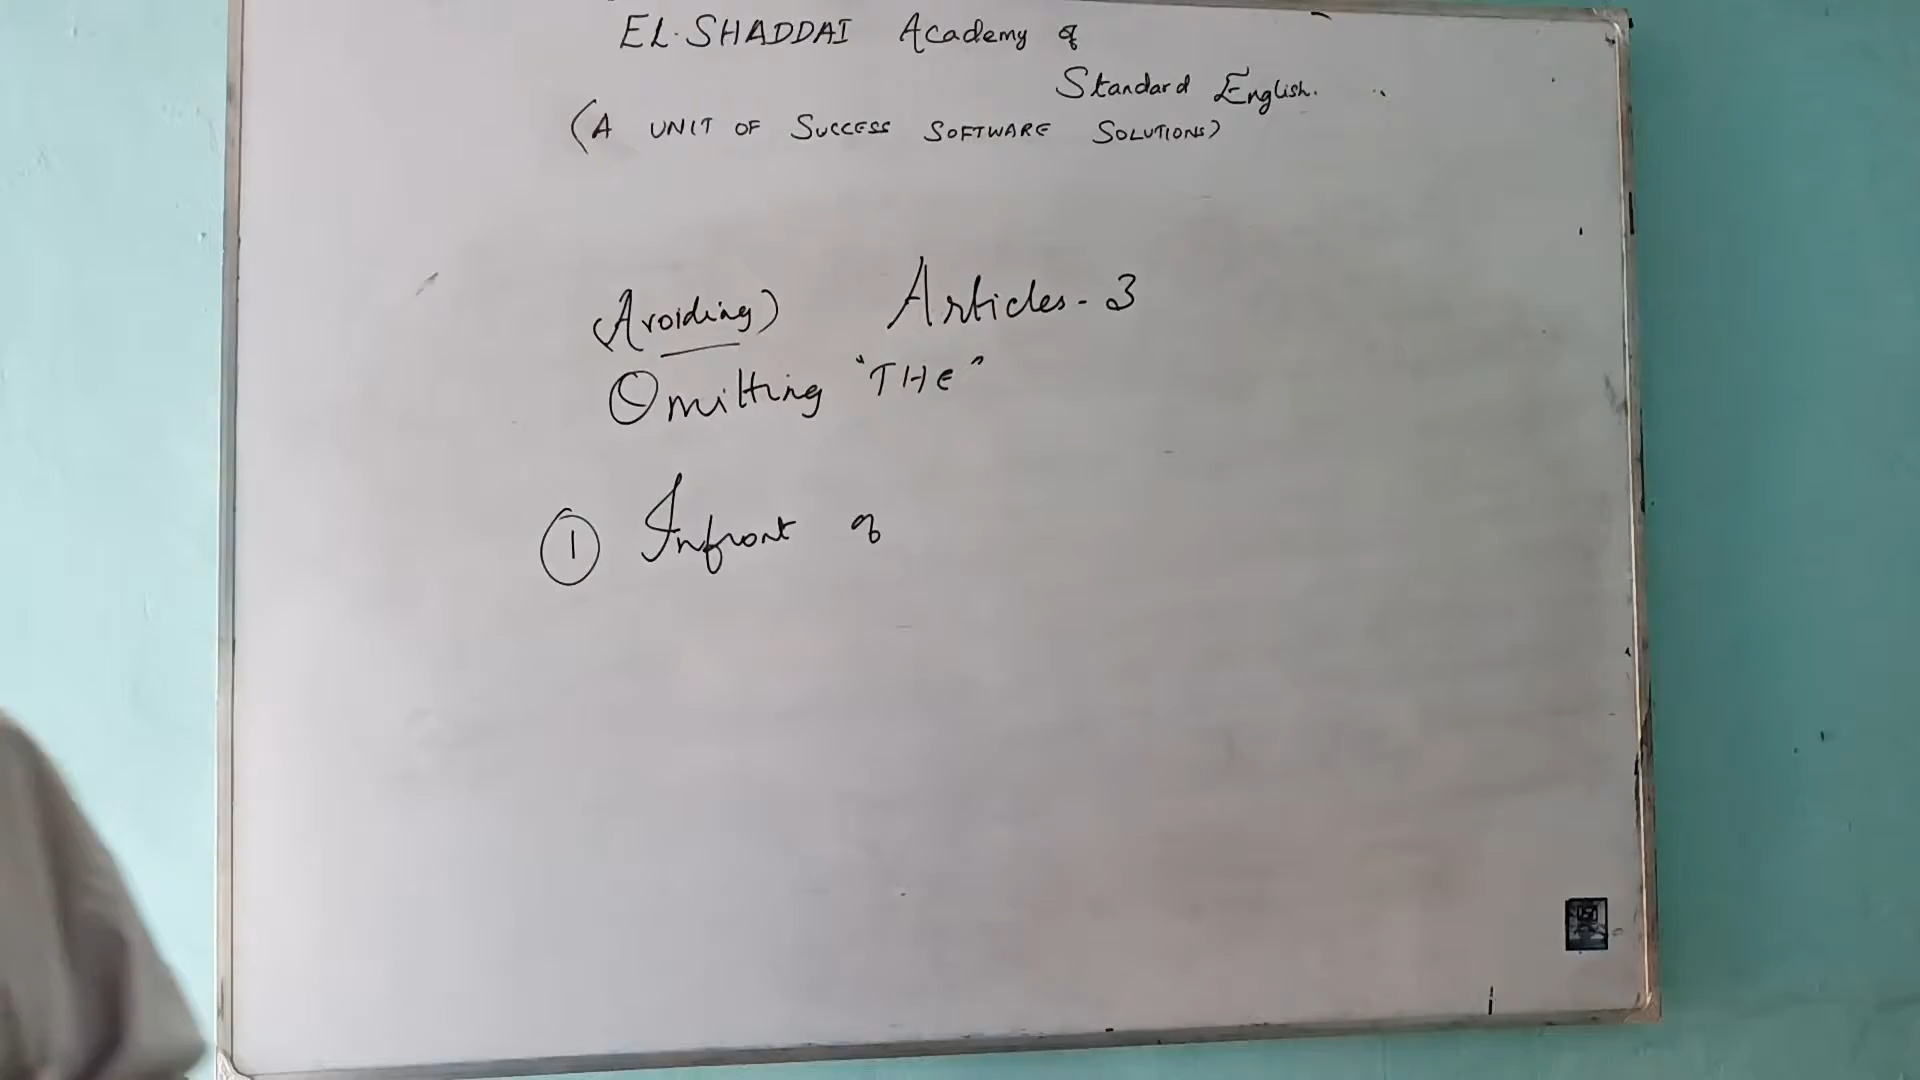 EL.SHADDAI Academy of
Standard English.
(A UNIT OF SUCCESS SOFTWARE SOLUTIONS)
Articles-3
(Avoiding)
Omitting "THE"
① Infront of